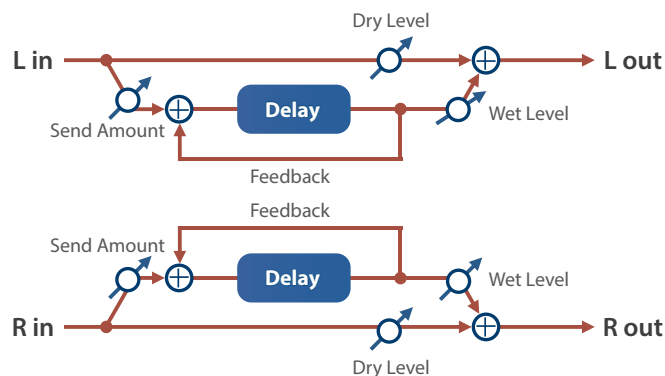 Dry Level
L in
L out
Send Amount
Delay
Wet Level
Feedback
Feedback
Send Amount
Delay
Wet Level
R in
R out
Dry Level